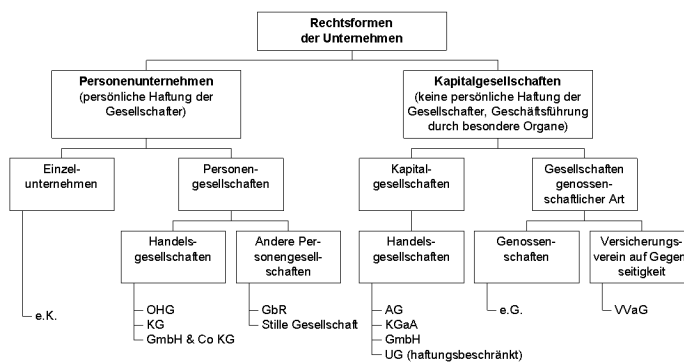 Rechtsformen
der Unternehmen
Personenunternehmen
(persönliche Haftung der
Gesellschafter)
Kapitalgesellschaften
(keine persönliche Haftung der
Gesellschafter, Geschäftsführung
durch besondere Organe)
Einzel-
unternehmen
Personen-
gesellschaften
Kapital-
gesellschaften
Gesellschaften
genossen-
schaftlicher Art
Handels-
gesellschaften
Andere Per-
sonengesell-
schaften
Handels-
gesellschaften
Genossen-
schaften
Versicherungs-
verein auf Gegen-
seitigkeit
e.K.
OHG
KG
GmbH & Co KG
GbR
Stille Gesellschaft
AG
KGaA
GmbH
UG (haftungsbeschränkt)
e.G.
VVaG